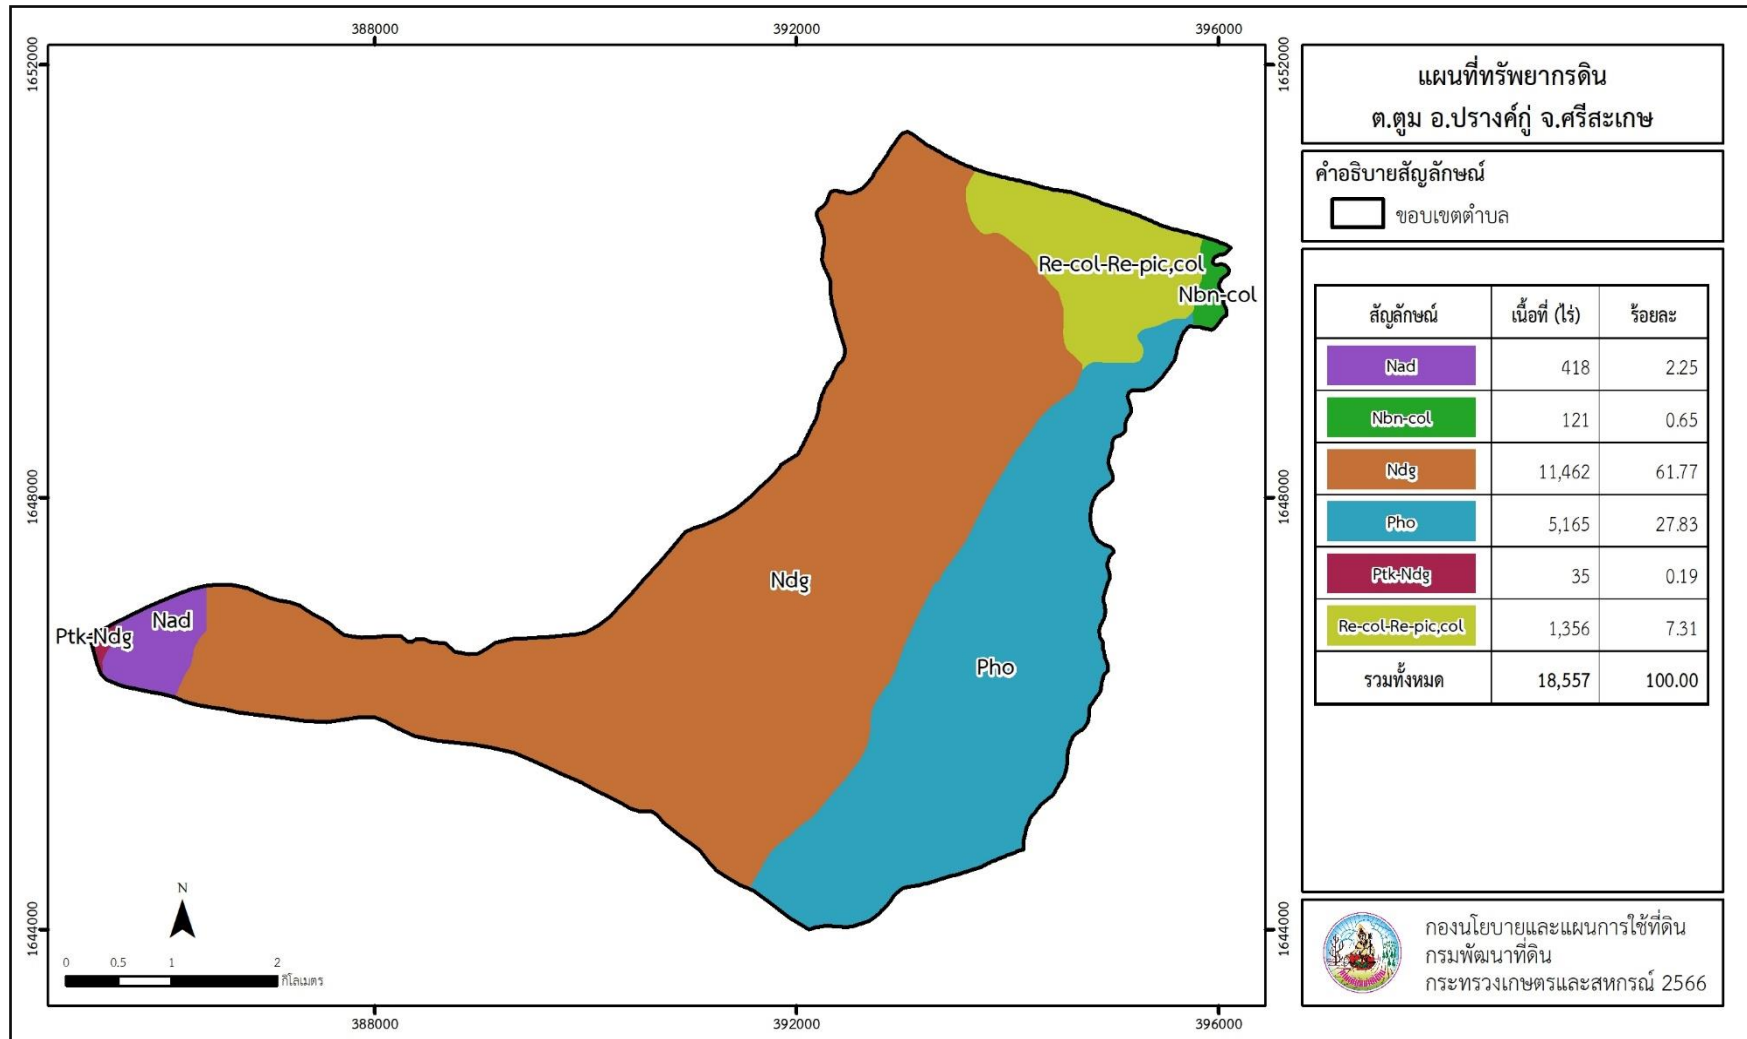 388000
392000
396000
1652000
1652000
1648000
1648000
1644000
1644000
Re-col-Re-pic,col
Nbn-col
Ndg
Nad
Ptk-Ndg
Pho
N
0 0.5 1 2
กิโลเมตร
388000
392000
396000
แผนที่ทรัพยากรดิน
ต.ตูม อ.ปรางค์กู่ จ.ศรีสะเกษ
คำอธิบายสัญลักษณ์
ขอบเขตตำบล
สัญลักษณ์ เนื้อที่ (ไร่) ร้อยละ
Nad 418 2.25
Nbn-col 121 0.65
Ndg 11,462 61.77
Pho 5,165 27.83
Ptk-Ndg 35 0.19
Re-col-Re-pic,col 1,356 7.31
รวมทั้งหมด 18,557 100.00
กองนโยบายและแผนการใช้ที่ดิน
กรมพัฒนาที่ดิน
กระทรวงเกษตรและสหกรณ์ 2566